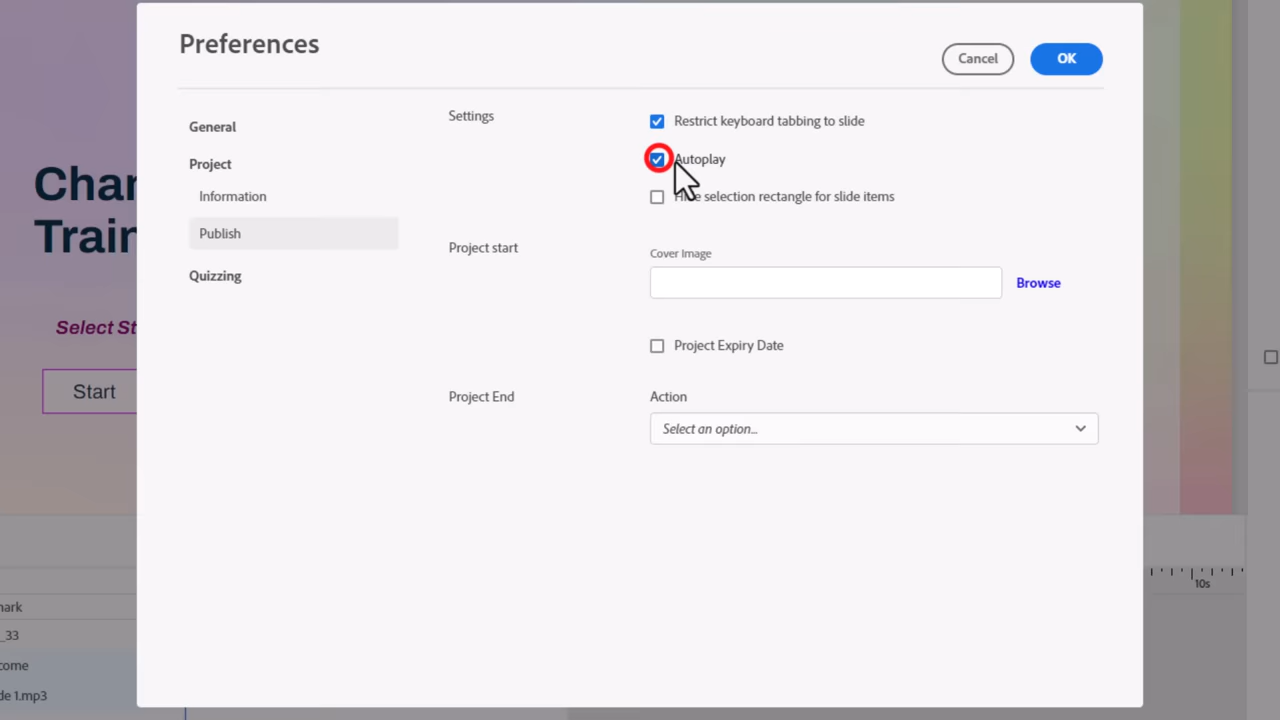 Preferences
Cancel
OK
General
Project
Information
Publish
Quizzing
Settings
Restrict keyboard tabbing to slide
Autoplay
Hide selection rectangle for slide items
Project start
Cover Image
Browse
Project Expiry Date
Project End
Action
Select an option...
Char
Train
Select St
Start
10s
nark
_33
come
de 1.mp3